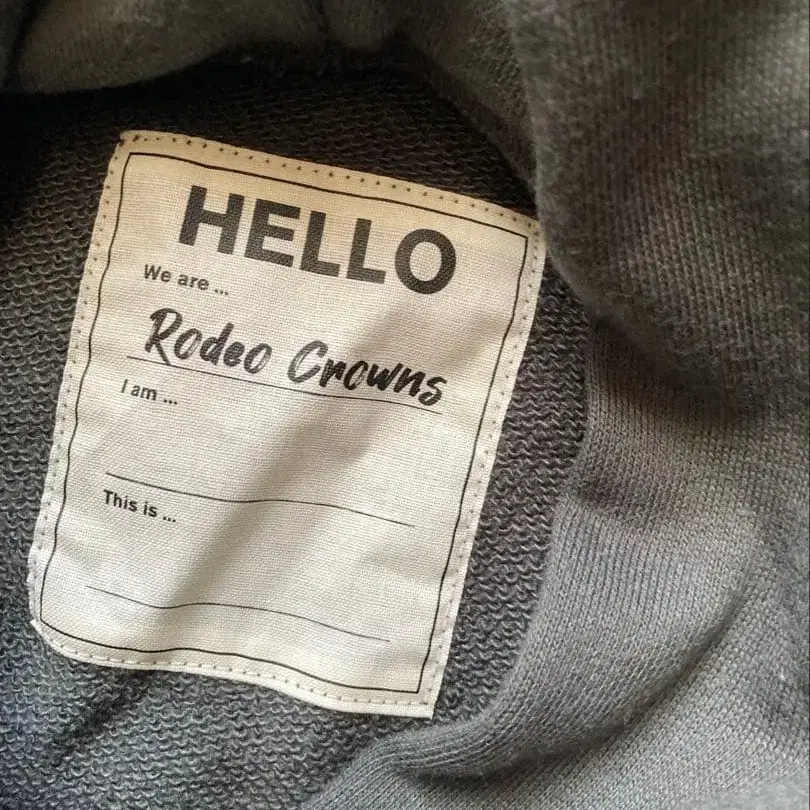 HELLO
We are ...
Rodeo Crowns
I am ...
This is ...